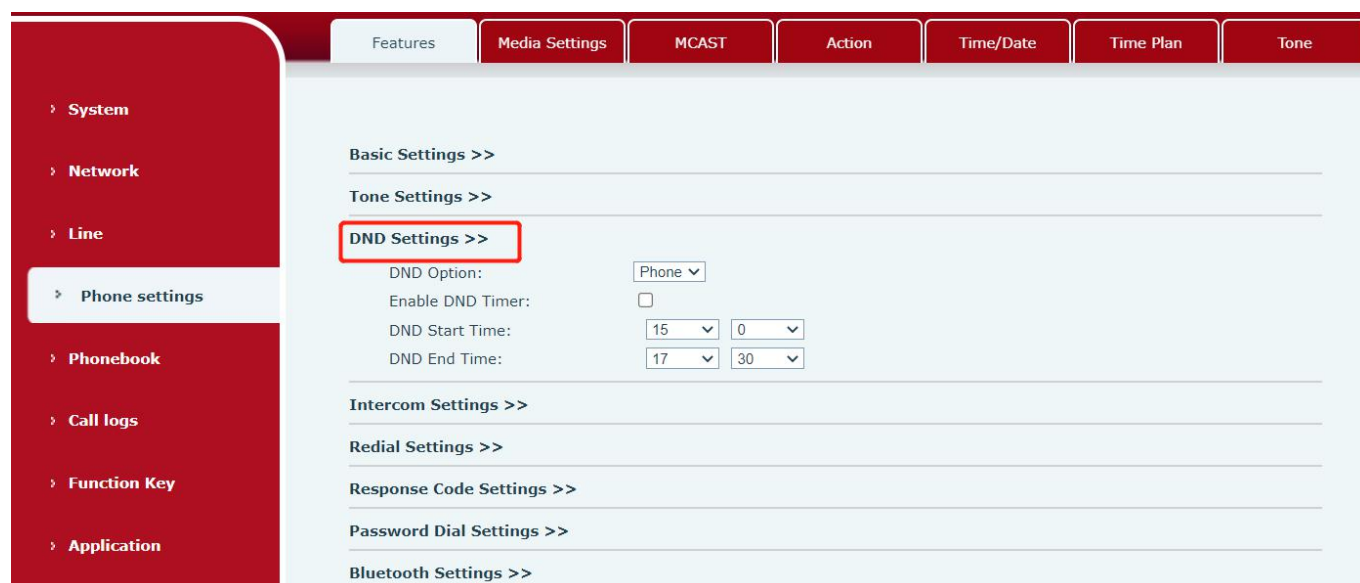 Features Media Settings MCAST Action Time/Date Time Plan Tone
System
Network
Line
Phone settings
Phonebook
Call logs
Function Key
Application
Basic Settings >>
Tone Settings >>
DND Settings >>
DND Option: Phone
Enable DND Timer:
DND Start Time: 15 0
DND End Time: 17 30
Intercom Settings >>
Redial Settings >>
Response Code Settings >>
Password Dial Settings >>
Bluetooth Settings >>